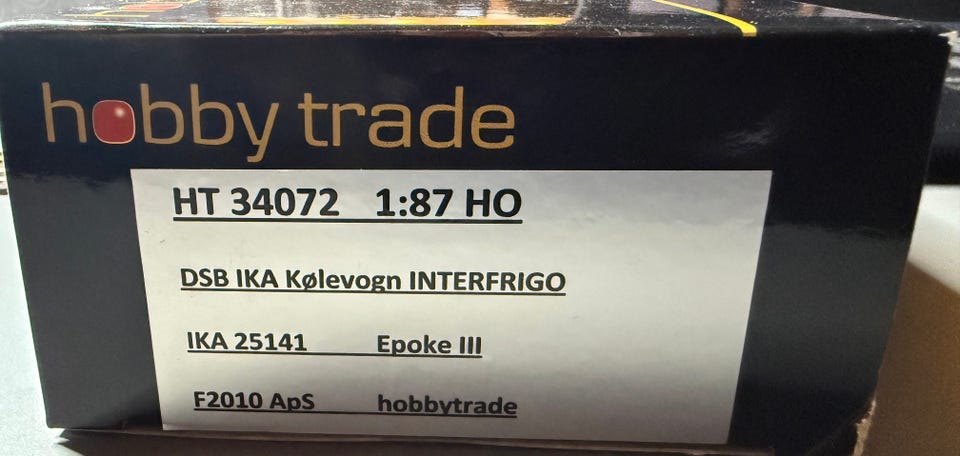 hobby trade
HT 34072 1:87 HO
DSB IKA Kølevogn INTERFRIGO
IKA 25141 Epoke III
F2010 ApS hobbytrade